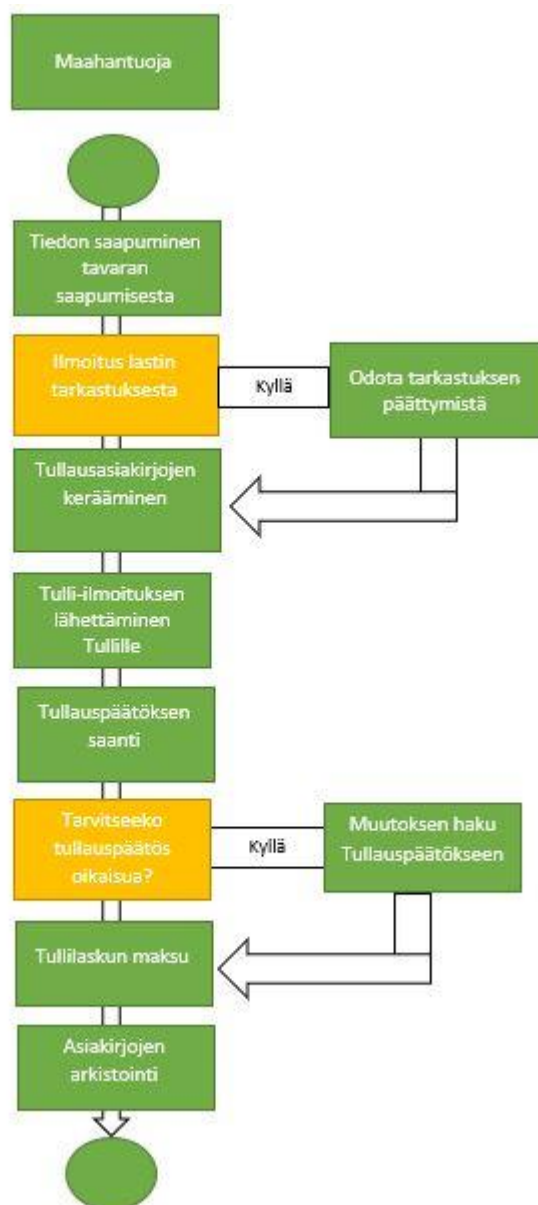 Maahantuoja
Tiedon saapuminen
tavaran
saapumisesta
Ilmoitus lastin
tarkastuksesta
Kyllä
Odota tarkastuksen
päättymistä
Tullausasiakirjojen
kerääminen
Tulli-ilmoituksen
lähettäminen
Tullille
Tullauspäätöksen
saanti
Tarvitseeko
tullauspäätös
oikaisua?
Kyllä
Muutoksen haku
Tullauspäätökseen
Tullilaskun maksu
Asiakirjojen
arkistointi